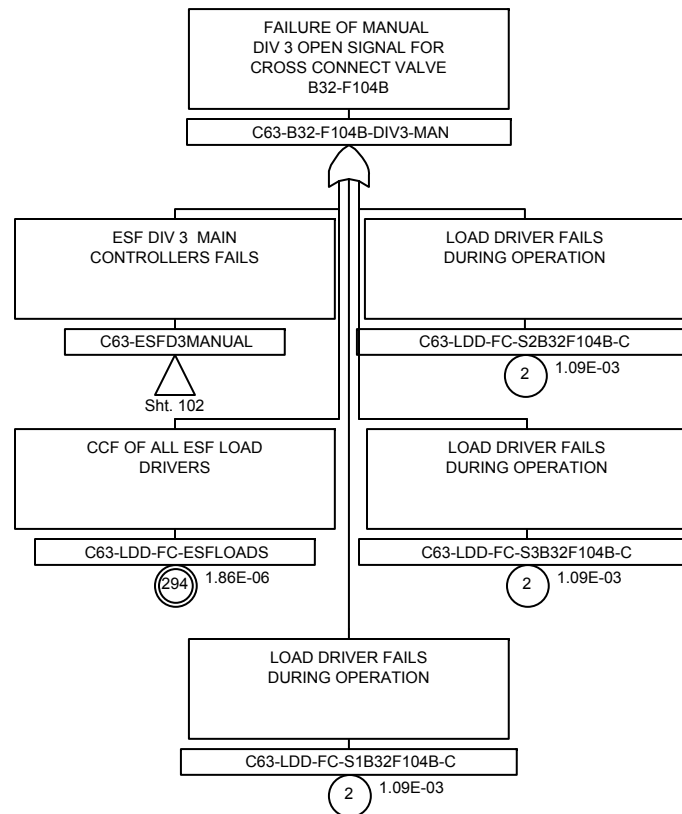 FAILURE OF MANUAL
DIV 3 OPEN SIGNAL FOR
CROSS CONNECT VALVE
B32-F104B
C63-B32-F104B-DIV3-MAN
ESF DIV 3  MAIN
CONTROLLERS FAILS
C63-ESFD3MANUAL
Sht. 102
LOAD DRIVER FAILS
DURING OPERATION
C63-LDD-FC-S2B32F104B-C
2
1.09E-03
CCF OF ALL ESF LOAD
DRIVERS
C63-LDD-FC-ESFLOADS
294
1.86E-06
LOAD DRIVER FAILS
DURING OPERATION
C63-LDD-FC-S3B32F104B-C
2
1.09E-03
LOAD DRIVER FAILS
DURING OPERATION
C63-LDD-FC-S1B32F104B-C
2
1.09E-03